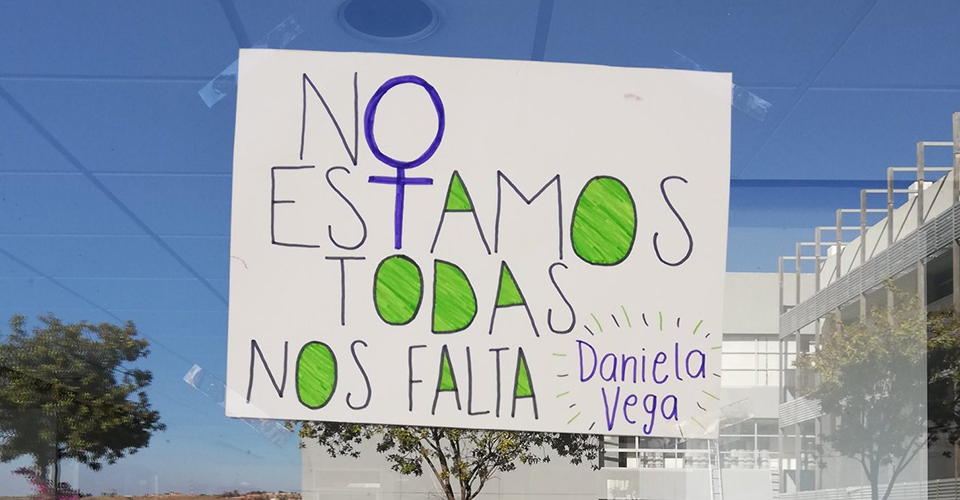 NO
ESTAMOS
TODAS
NOS FALTA
Daniela
Vega